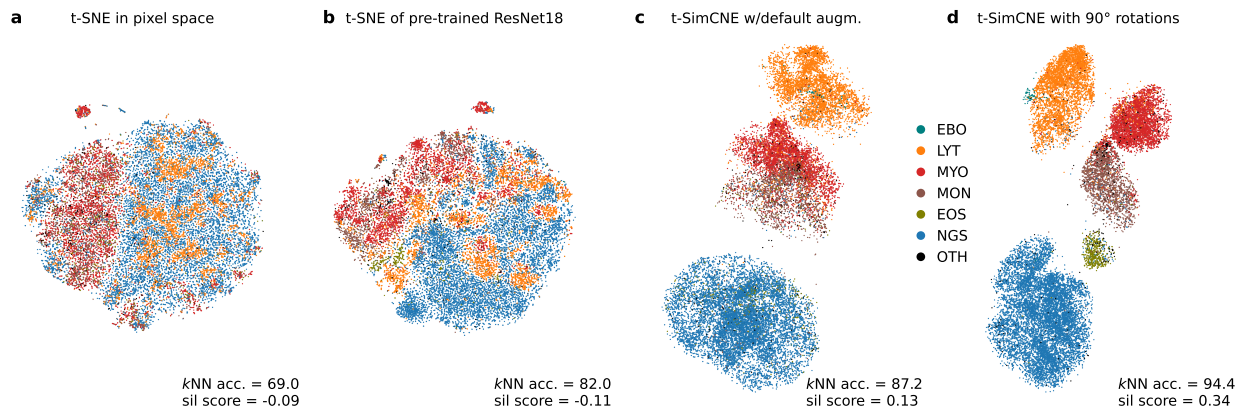 a
t-SNE in pixel space
kNN acc. = 69.0
sil score = -0.09
b
t-SNE of pre-trained ResNet18
kNN acc. = 82.0
sil score = -0.11
c
t-SimCNE w/default augm.
kNN acc. = 87.2
sil score = 0.13
EBO
LYT
MYO
MON
EOS
NGS
OTH
d
t-SimCNE with 90° rotations
kNN acc. = 94.4
sil score = 0.34